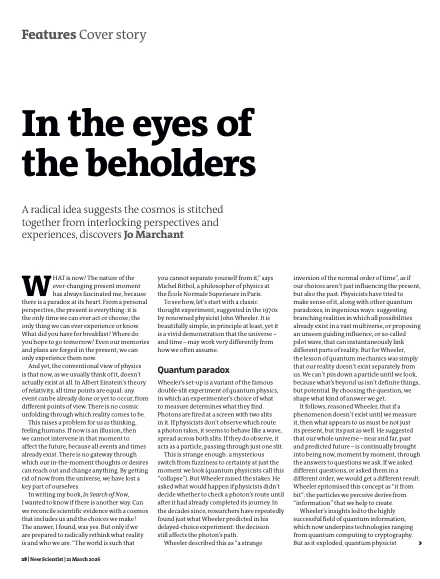 Features Cover story
In the eyes of
the beholders
A radical idea suggests the cosmos is stitched
together from interlocking perspectives and
experiences, discovers Jo Marchant
WHAT is now? The nature of the
ever-changing present moment
has always fascinated me, because
there is a paradox at its heart. From a personal
perspective, the present is everything: it is
the only time we can ever act or choose; the
only thing we can ever experience or know.
What did you have for breakfast? Where do
you hope to go tomorrow? Even our memories
and plans are forged in the present; we can
only experience them now.
And yet, the conventional view of physics
is that now, as we usually think of it, doesn't
actually exist at all. In Albert Einstein's theory
of relativity, all time points are equal: any
event can be already done or yet to occur, from
different points of view. There is no cosmic
unfolding through which reality comes to be.
This raises a problem for us as thinking,
feeling humans. If now is an illusion, then
we cannot intervene in that moment to
affect the future, because all events and times
already exist. There is no gateway through
which our in-the-moment thoughts or desires
can reach out and change anything. By getting
rid of now from the universe, we have lost a
key part of ourselves.
In writing my book, In Search of Now,
I wanted to know if there is another way. Can
we reconcile scientific evidence with a cosmos
that includes us and the choices we make?
The answer, I found, was yes. But only if we
are prepared to radically rethink what reality
is and who we are. "The world is such that
you cannot separate yourself from it," says
Michel Bitbol, a philosopher of physics at
the École Normale Superieure in Paris.
To see how, let's start with a classic
thought experiment, suggested in the 1970s
by renowned physicist John Wheeler. It is
beautifully simple, in principle at least, yet it
is a vivid demonstration that the universe –
and time – may work very differently from
how we often assume.
Quantum paradox
Wheeler's set-up is a variant of the famous
double-slit experiment of quantum physics,
in which an experimenter's choice of what
to measure determines what they find.
Photons are fired at a screen with two slits
in it. If physicists don't observe which route
a photon takes, it seems to behave like a wave,
spread across both slits. If they do observe, it
acts as a particle, passing through just one slit.
This is strange enough: a mysterious
switch from fuzziness to certainty at just the
moment we look (quantum physicists call this
"collapse"). But Wheeler raised the stakes. He
asked what would happen if physicists didn't
decide whether to check a photon's route until
after it had already completed its journey. In
the decades since, researchers have repeatedly
found just what Wheeler predicted in his
delayed-choice experiment: the decision
still affects the photon's path.
Wheeler described this as "a strange
inversion of the normal order of time", as if
our choices aren't just influencing the present,
but also the past. Physicists have tried to
make sense of it, along with other quantum
paradoxes, in ingenious ways: suggesting
branching realities in which all possibilities
already exist in a vast multiverse, or proposing
an unseen guiding influence, or so-called
pilot wave, that can instantaneously link
different parts of reality. But for Wheeler,
the lesson of quantum mechanics was simply
that our reality doesn't exist separately from
us. We can't pin down a particle until we look,
because what's beyond us isn't definite things,
but potential. By choosing the question, we
shape what kind of answer we get.
It follows, reasoned Wheeler, that if a
phenomenon doesn't exist until we measure
it, then what appears to us must be not just
its present, but its past as well. He suggested
that our whole universe – near and far, past
and predicted future – is continually brought
into being now, moment by moment, through
the answers to questions we ask. If we asked
different questions, or asked them in a
different order, we would get a different result.
Wheeler epitomised this concept as "it from
bit": the particles we perceive derive from
"information" that we help to create.
Wheeler's insights led to the highly
successful field of quantum information,
which now underpins technologies ranging
from quantum computing to cryptography.
But as it exploded, quantum physicist
28 | New Scientist | 21 March 2026